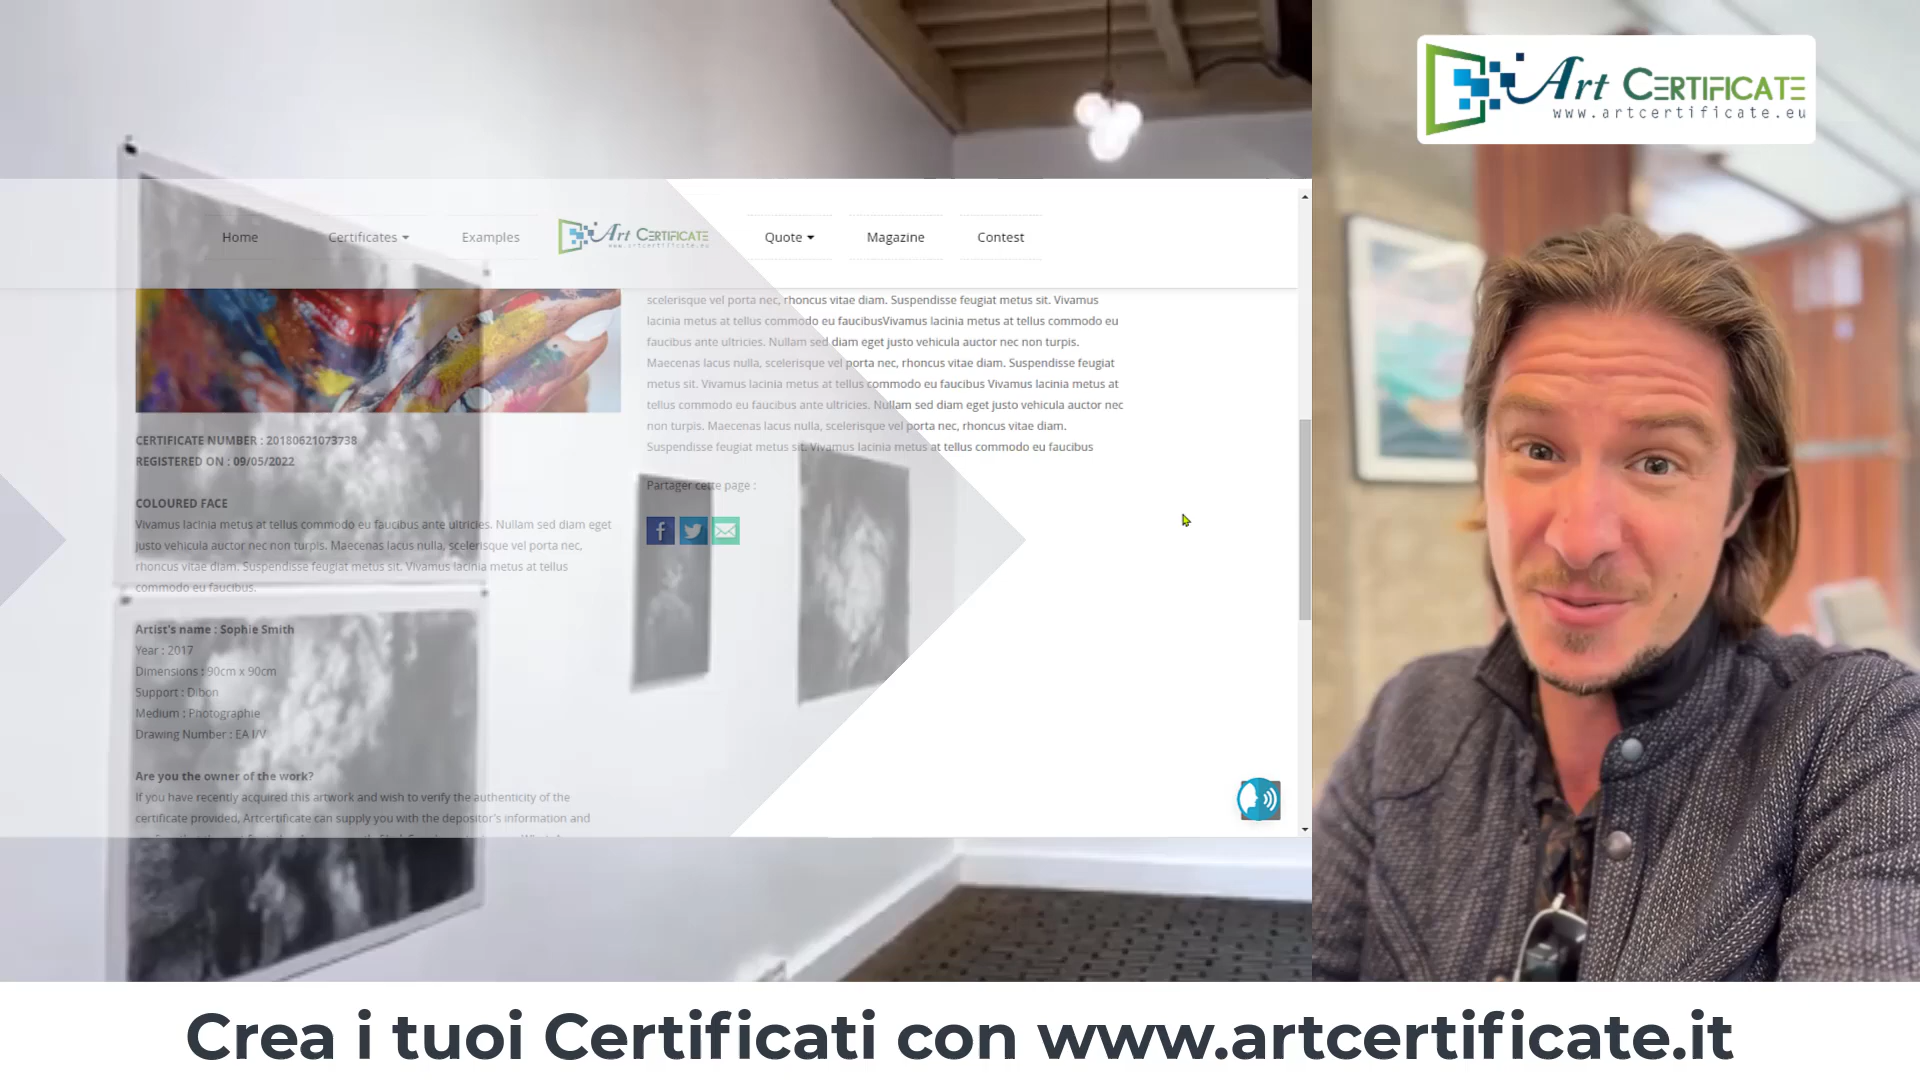 Art CERTIFICATE
www.artcertificate.eu
Home
Certificates
Examples
Art CERTIFICATE
www.artcertificate.eu
Quote
Magazine
Contest
CERTIFICATE NUMBER : 20180621073738
REGISTERED ON : 09/05/2022
COLOURED FACE
Vivamus lacinia metus at tellus commodo eu faucibus ante ultricies. Nullam sed diam eget
justo vehicula auctor nec non turpis. Maecenas lacus nulla, scelerisque vel porta nec,
rhoncus vitae diam. Suspendisse feugiat metus sit. Vivamus lacinia metus at tellus
commodo eu faucibus.
Artist's name : Sophie Smith
Year : 2017
Dimensions : 90cm x 90cm
Support : Dibon
Medium : Photographie
Drawing Number : EA I/V
Are you the owner of the work?
If you have recently acquired this artwork and wish to verify the authenticity of the
certificate provided, Artcertificate can supply you with the depositor's information and
scelerisque vel porta nec, rhoncus vitae diam. Suspendisse feugiat metus sit. Vivamus
lacinia metus at tellus commodo eu faucibusVivamus lacinia metus at tellus commodo eu
faucibus ante ultricies. Nullam sed diam eget justo vehicula auctor nec non turpis.
Maecenas lacus nulla, scelerisque vel porta nec, rhoncus vitae diam. Suspendisse feugiat
metus sit. Vivamus lacinia metus at tellus commodo eu faucibus Vivamus lacinia metus at
tellus commodo eu faucibus ante ultricies. Nullam sed diam eget justo vehicula auctor nec
non turpis. Maecenas lacus nulla, scelerisque vel porta nec, rhoncus vitae diam.
Suspendisse feugiat metus sit. Vivamus lacinia metus at tellus commodo eu faucibus
Partager cette page :
Crea i tuoi Certificati con www.artcertificate.it